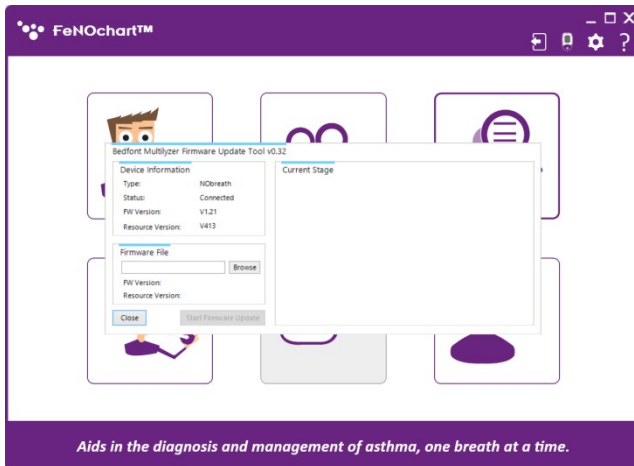 FeNOchart™
Bedfont Multilyzer Firmware Update Tool v0.32
Device Information
Type: NObreath
Status: Connected
FW Version: V1.21
Resource Version: V413
Firmware File
Browse
FW Version:
Resource Version:
Close Start Firmware Update
Current Stage
Aids in the diagnosis and management of asthma, one breath at a time.